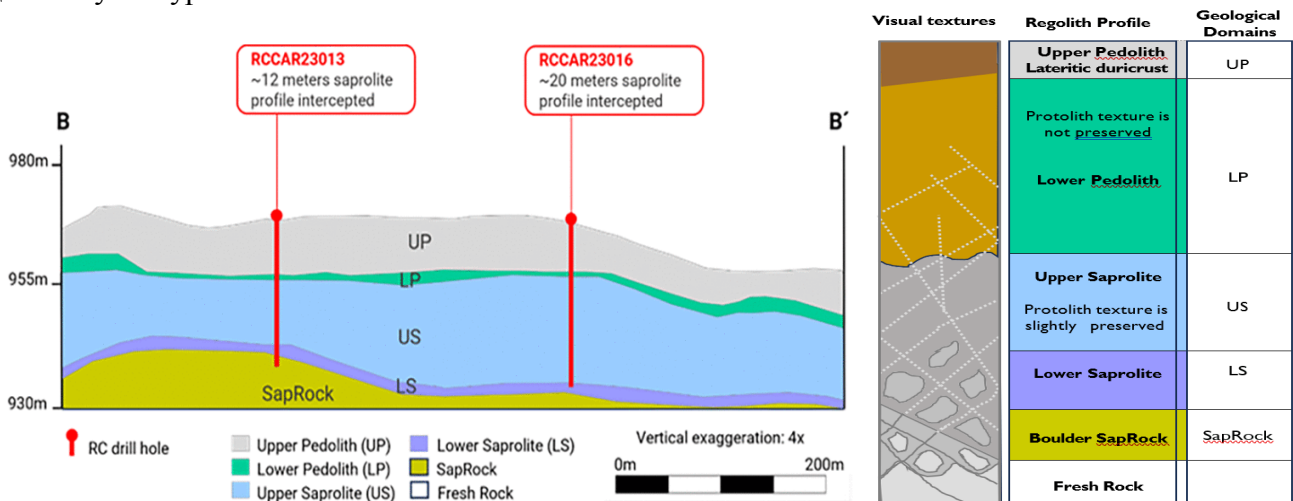 RCCAR23013
~12 meters saprolite
profile intercepted
RCCAR23016
~20 meters saprolite
profile intercepted
B
B´
980m
955m
930m
UP
LP
US
LS
SapRock
RC drill hole
Upper Pedolith (UP)
Lower Pedolith (LP)
Upper Saprolite (US)
Lower Saprolite (LS)
SapRock
Fresh Rock
Vertical exaggeration: 4x
0m
200m
Visual textures
Regolith Profile
Geological
Domains
Upper Pedolith
Lateritic duricrust
UP
Protolith texture is
not preserved
Lower Pedolith
LP
Upper Saprolite
Protolith texture is
slightly preserved
US
Lower Saprolite
LS
Boulder SapRock
SapRock
Fresh Rock